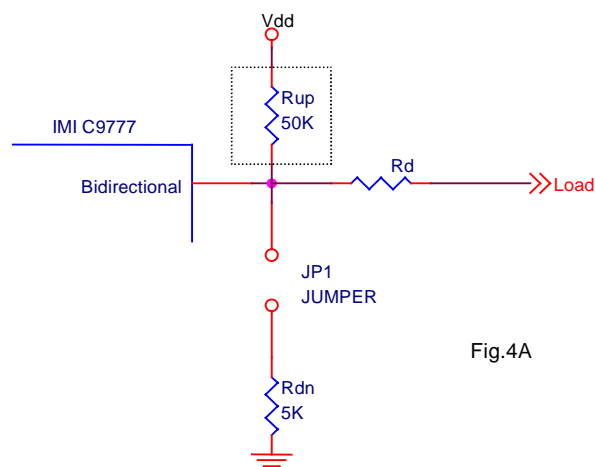 Vdd
Rup
50K
IMI C9777
Bidirectional
Rd
Load
JP1
JUMPER
Fig.4A
Rdn
5K